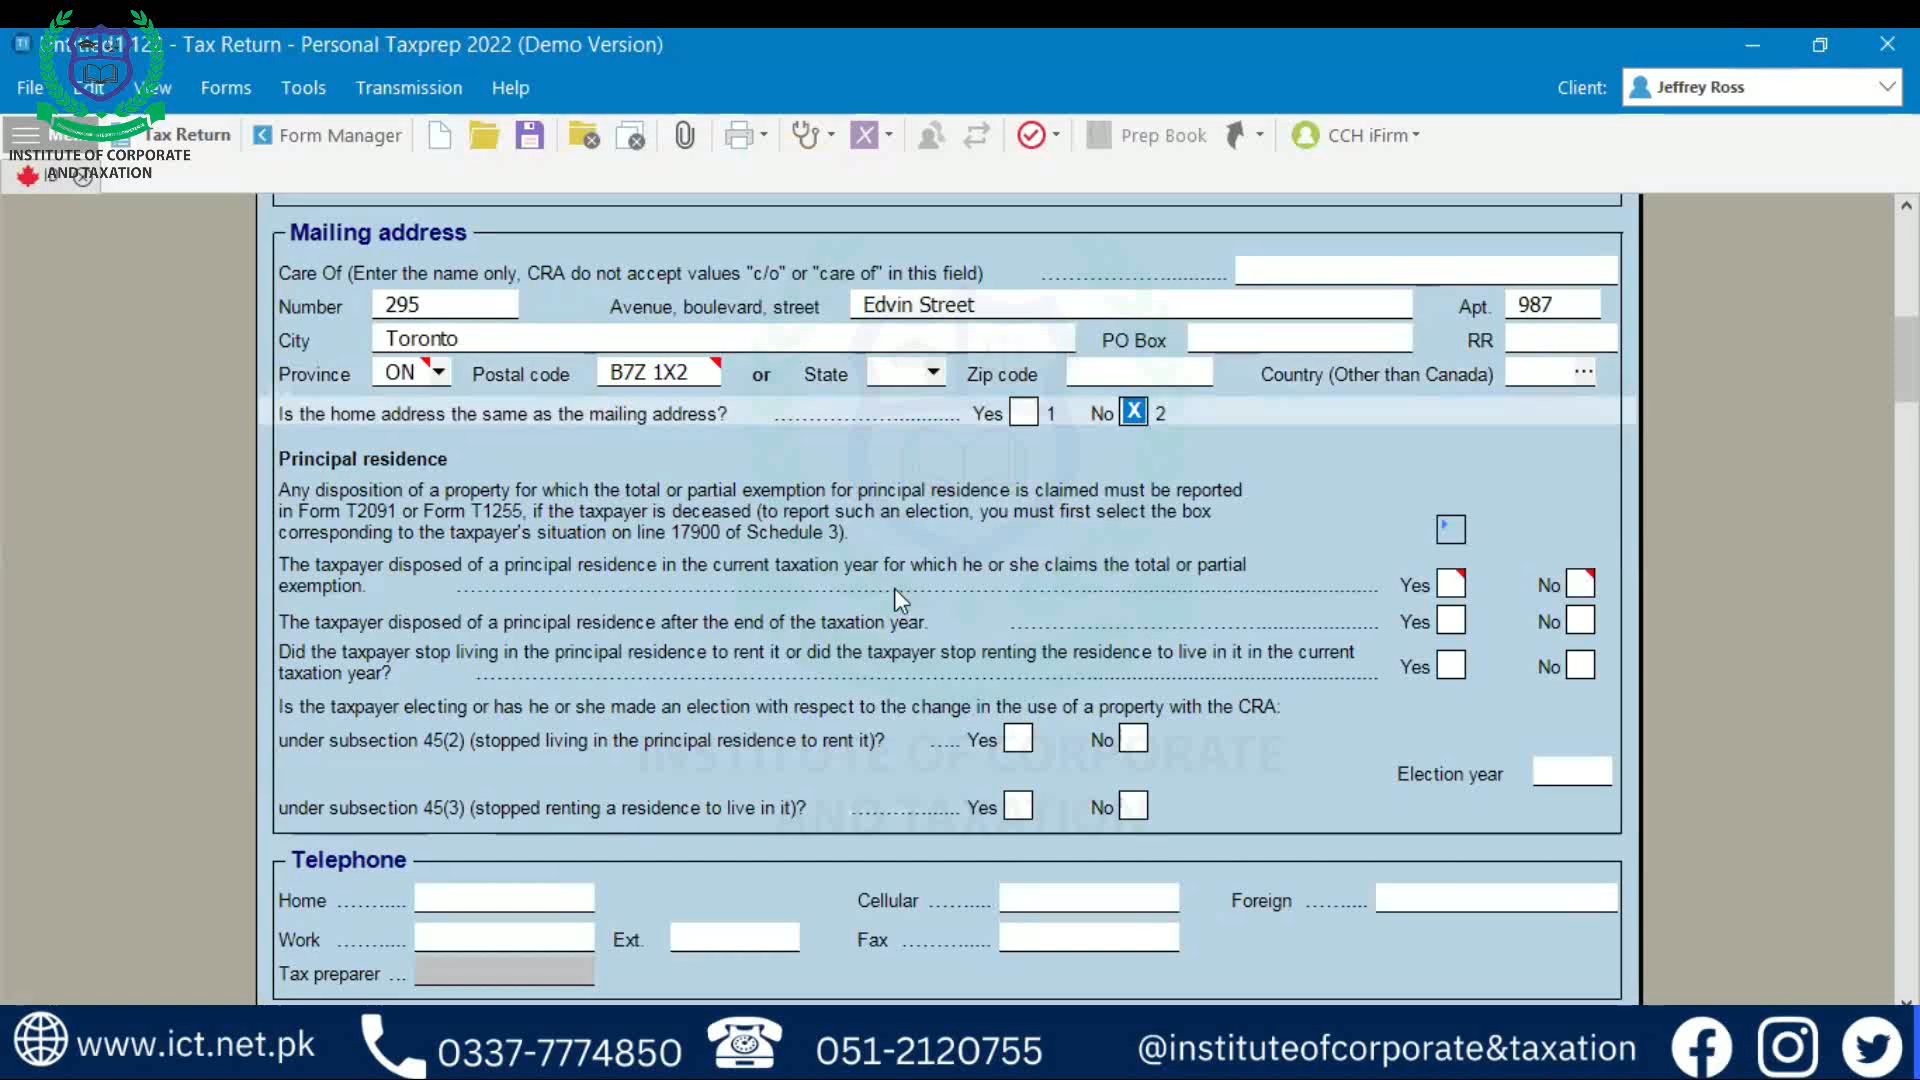 Untitled1.122 - Tax Return - Personal Taxprep 2022 (Demo Version)
File Edit View Forms Tools Transmission Help
Client: Jeffrey Ross
Tax Return Form Manager Prep Book CCH iFirm
INSTITUTE OF CORPORATE
AND TAXATION
Mailing address
Care Of (Enter the name only, CRA do not accept values "c/o" or "care of" in this field)
Number 295 Avenue, boulevard, street Edvin Street Apt. 987
City Toronto PO Box RR
Province ON Postal code B7Z 1X2 or State Zip code Country (Other than Canada) ...
Is the home address the same as the mailing address? Yes 1 No X 2
Principal residence
Any disposition of a property for which the total or partial exemption for principal residence is claimed must be reported
in Form T2091 or Form T1255, if the taxpayer is deceased (to report such an election, you must first select the box
corresponding to the taxpayer's situation on line 17900 of Schedule 3).
The taxpayer disposed of a principal residence in the current taxation year for which he or she claims the total or partial
exemption. Yes No
The taxpayer disposed of a principal residence after the end of the taxation year. Yes No
Did the taxpayer stop living in the principal residence to rent it or did the taxpayer stop renting the residence to live in it in the current
taxation year? Yes No
Is the taxpayer electing or has he or she made an election with respect to the change in the use of a property with the CRA:
under subsection 45(2) (stopped living in the principal residence to rent it)? Yes No
Election year
under subsection 45(3) (stopped renting a residence to live in it)? Yes No
INSTITUTE OF CORPORATE
AND TAXATION
Telephone
Home Cellular Foreign
Work Ext. Fax
Tax preparer
www.ict.net.pk 0337-7774850 051-2120755 @instituteofcorporate&taxation